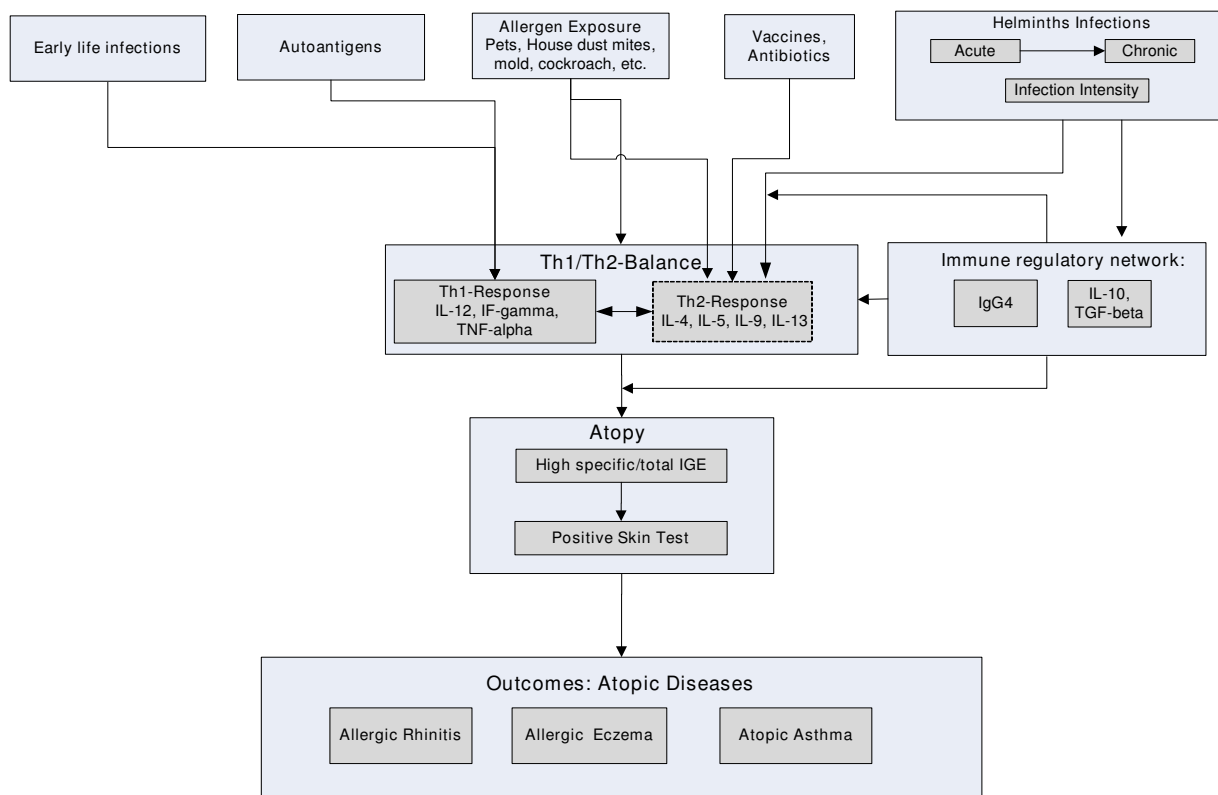 Early life infections
Autoantigens
Allergen Exposure
Pets, House dust mites,
mold, cockroach, etc.
Vaccines,
Antibiotics
Helminths Infections
Acute
Chronic
Infection Intensity
Th1/Th2-Balance
Th1-Response
IL-12, IF-gamma,
TNF-alpha
Th2-Response
IL-4, IL-5, IL-9, IL-13
Immune regulatory network:
IgG4
IL-10,
TGF-beta
Atopy
High specific/total IGE
Positive Skin Test
Outcomes: Atopic Diseases
Allergic Rhinitis
Allergic Eczema
Atopic Asthma